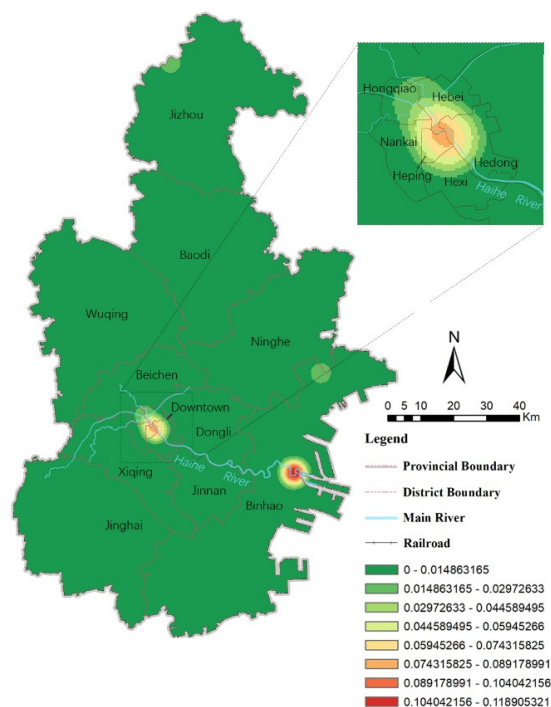 Hongqiao
Hebei
Nankai
Hedong
Heping
Hexi
Haihe River
Jizhou
Baodi
Wuqing
Ninghe
Beichen
Downtown
Dongli
Xiqing
Haihe River
Jinnan
Binhao
Jinghai
N
0 5 10 20 30 40
Km
Legend
Provincial Boundary
District Boundary
Main River
Railroad
0 - 0.014863165
0.014863165 - 0.02972633
0.02972633 - 0.044589495
0.044589495 - 0.05945266
0.05945266 - 0.074315825
0.074315825 - 0.089178991
0.089178991 - 0.104042156
0.104042156 - 0.118905321